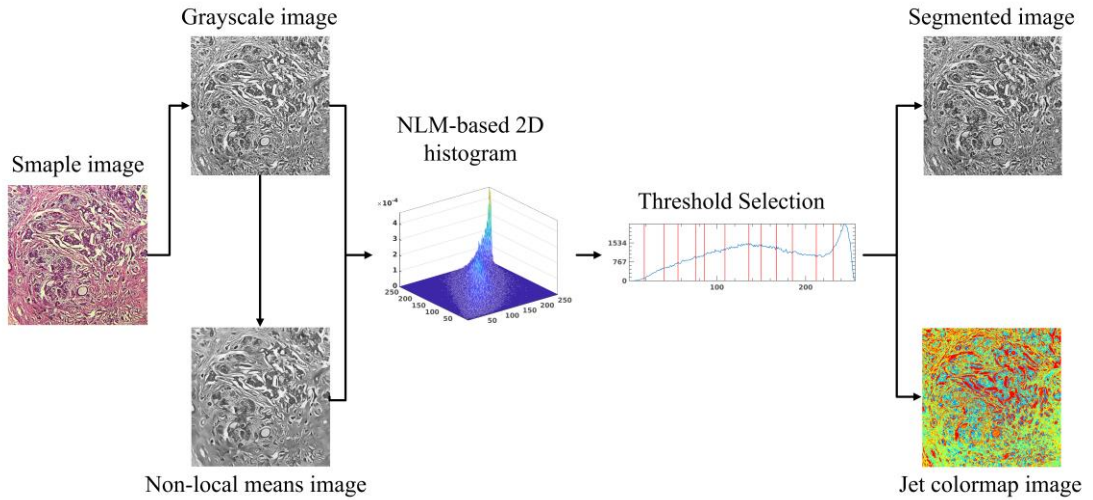 Grayscale image
Segmented image
NLM-based 2D
histogram
Smaple image
Threshold Selection
×10⁻⁴
4
3
2
1
0
250
200
150
100
50
50
100
150
200
250
1534
767
0
100
200
Non-local means image
Jet colormap image